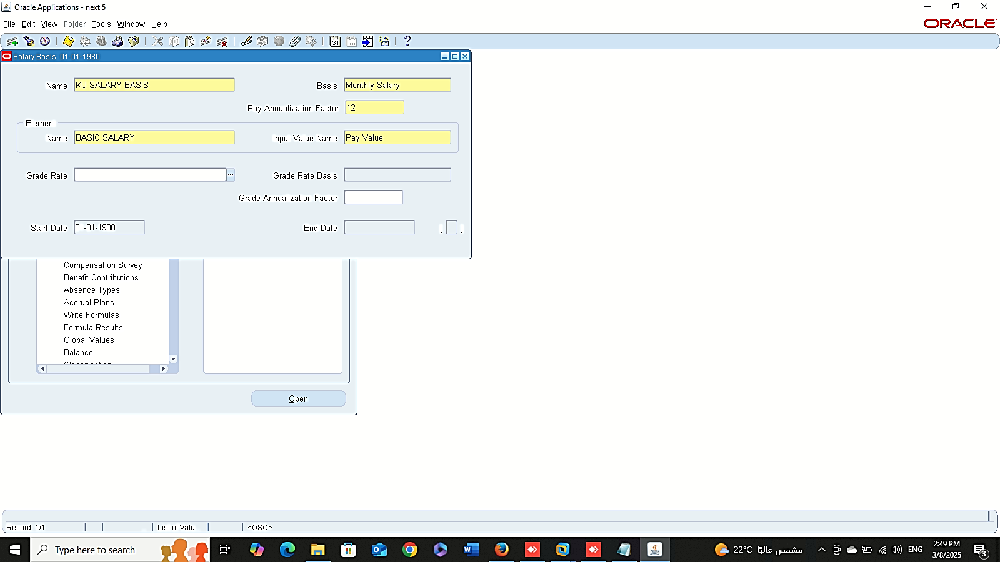 Oracle Applications - next 5
File Edit View Folder Tools Window Help
ORACLE
31
?
Salary Basis: 01-01-1980
Name KU SALARY BASIS Basis Monthly Salary
Pay Annualization Factor 12
Element
Name BASIC SALARY Input Value Name Pay Value
Grade Rate Grade Rate Basis
Grade Annualization Factor
Start Date 01-01-1980 End Date [ ]
Compensation Survey
Benefit Contributions
Absence Types
Accrual Plans
Write Formulas
Formula Results
Global Values
Balance
Classification
Open
Record: 1/1 ... List of Valu... <OSC>
Type here to search
22°C مشمس غالبًا
ENG
2:49 PM
3/8/2025
3